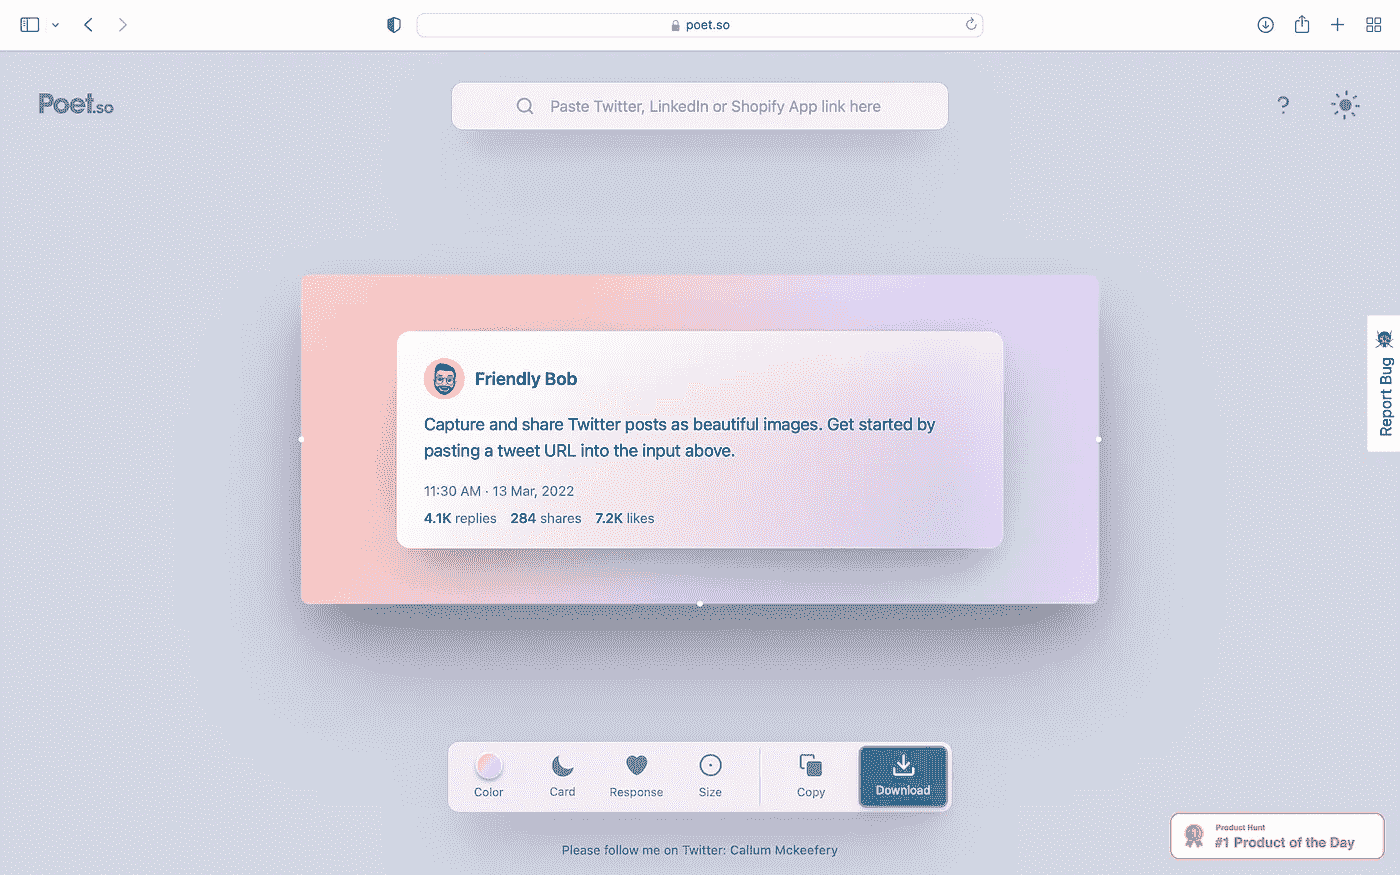 poet.so
Poet.so
Paste Twitter, LinkedIn or Shopify App link here
?
Friendly Bob
Capture and share Twitter posts as beautiful images. Get started by
pasting a tweet URL into the input above.
11:30 AM · 13 Mar, 2022
4.1K replies 284 shares 7.2K likes
Report Bug
Color Card Response Size Copy Download
Product Hunt
#1 Product of the Day
Please follow me on Twitter: Callum Mckeefery